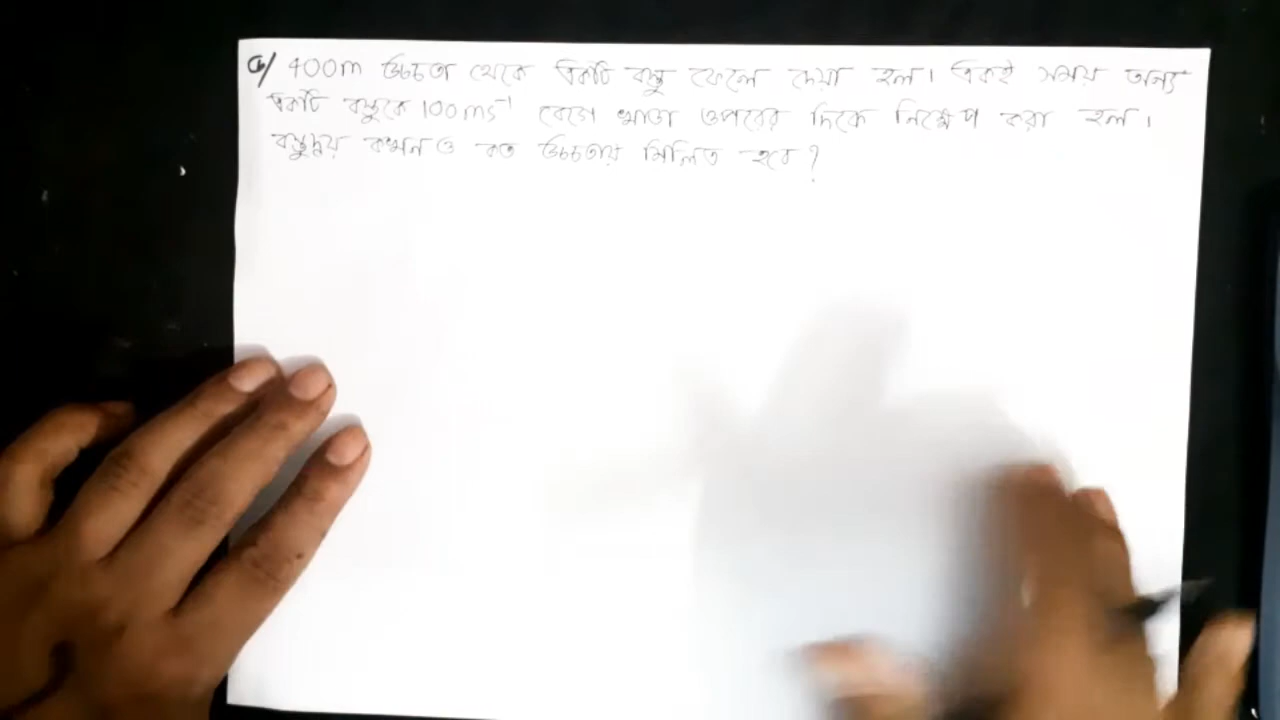 Q/ 400m উচ্চতা থেকে একটি বস্তু ফেলে দেয়া হল। একই সময় অন্য
একটি বস্তুকে 100ms⁻¹ বেগে খাড়া ওপরের দিকে নিক্ষেপ করা হল।
বস্তুদ্বয় কখন ও কত উচ্চতায় মিলিত হবে?